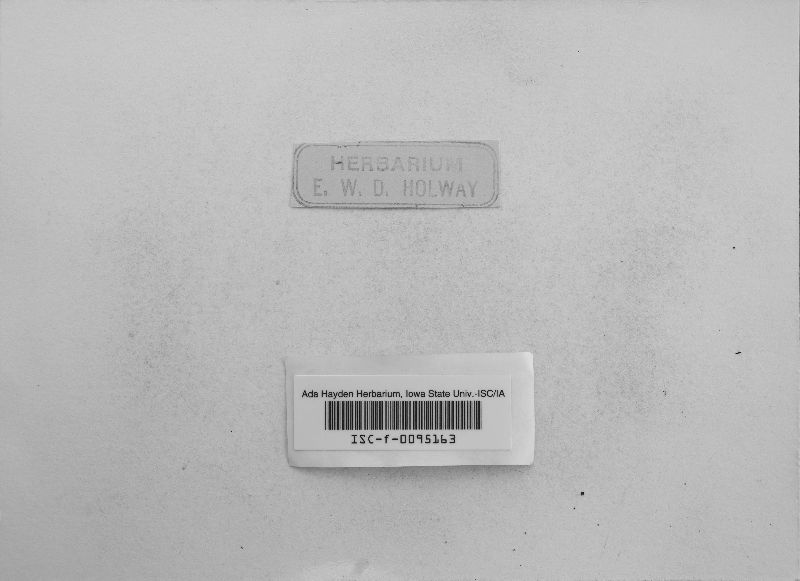 HERBARIUM
E. W. D. HOLWAY
Ada Hayden Herbarium, Iowa State Univ.-ISC/IA
ISC-f-0095163